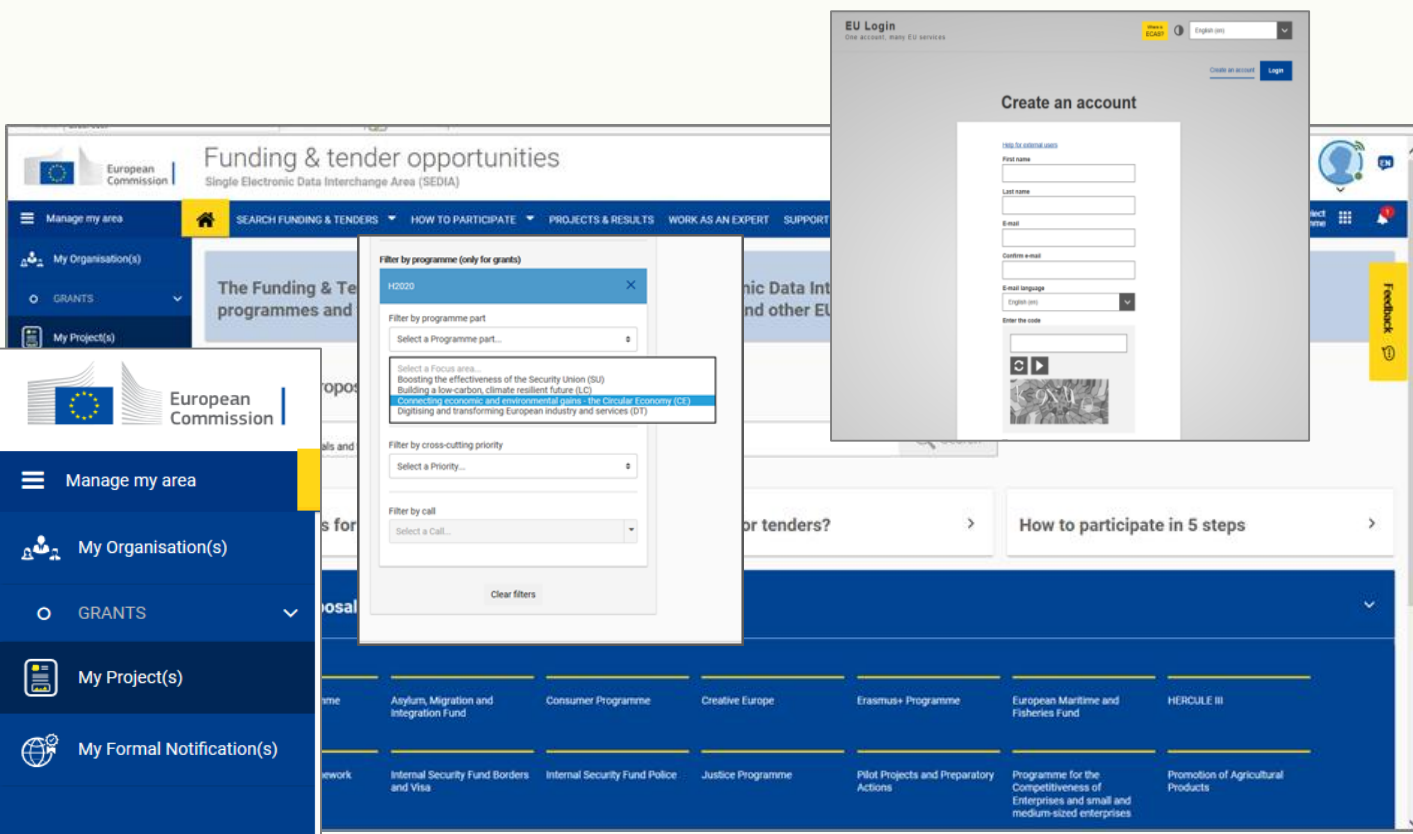 EU Login
One account, many EU services
Where is
ECAS?
English (en)
Create an account
Login
Create an account
Help for external users
First name
Last name
E-mail
Confirm e-mail
E-mail language
English (en)
Enter the code
European
Commission
Funding & tender opportunities
Single Electronic Data Interchange Area (SEDIA)
EN
Manage my area
SEARCH FUNDING & TENDERS
HOW TO PARTICIPATE
PROJECTS & RESULTS
WORK AS AN EXPERT
SUPPORT
1
My Organisation(s)
GRANTS
My Project(s)
The Funding & Te
programmes and
nic Data Int
nd other EU
Feedback
Filter by programme (only for grants)
H2020
Filter by programme part
Select a Programme part...
Select a Focus area...
Boosting the effectiveness of the Security Union (SU)
Building a low-carbon, climate resilient future (LC)
Connecting economic and environmental gains - the Circular Economy (CE)
Digitising and transforming European industry and services (DT)
Filter by cross-cutting priority
Select a Priority...
Filter by call
Select a Call...
Clear filters
ropos
als and
Search
s for
or tenders?
How to participate in 5 steps
European
Commission
Manage my area
My Organisation(s)
GRANTS
My Project(s)
My Formal Notification(s)
posal
Asylum, Migration and
Integration Fund
Consumer Programme
Creative Europe
Erasmus+ Programme
European Maritime and
Fisheries Fund
HERCULE III
ework
Internal Security Fund Borders
and Visa
Internal Security Fund Police
Justice Programme
Pilot Projects and Preparatory
Actions
Programme for the
Competitiveness of
Enterprises and small and
medium-sized enterprises
Promotion of Agricultural
Products